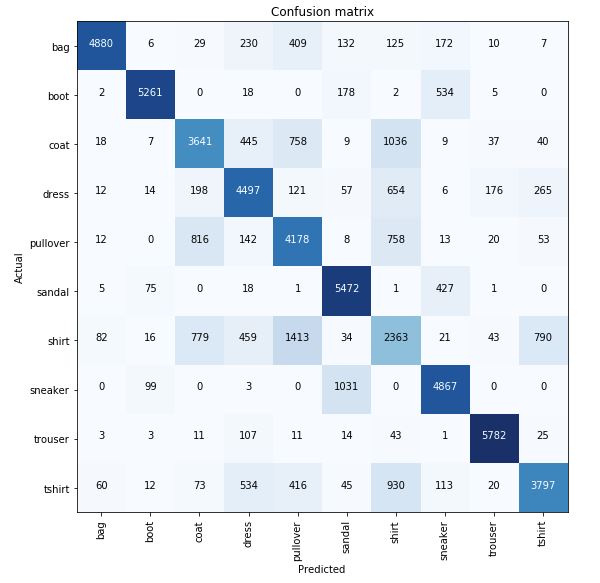 Confusion matrix
bag 4880 6 29 230 409 132 125 172 10 7
boot 2 5261 0 18 0 178 2 534 5 0
coat 18 7 3641 445 758 9 1036 9 37 40
dress 12 14 198 4497 121 57 654 6 176 265
pullover 12 0 816 142 4178 8 758 13 20 53
Actual
sandal 5 75 0 18 1 5472 1 427 1 0
shirt 82 16 779 459 1413 34 2363 21 43 790
sneaker 0 99 0 3 0 1031 0 4867 0 0
trouser 3 3 11 107 11 14 43 1 5782 25
tshirt 60 12 73 534 416 45 930 113 20 3797
bag boot coat dress pullover sandal shirt sneaker trouser tshirt
Predicted